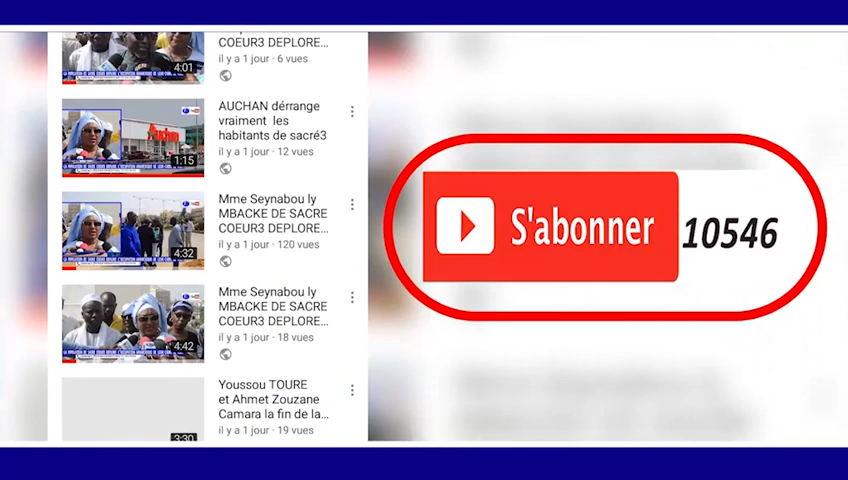 COEUR3 DEPLORE...
il y a 1 jour · 6 vues
4:01
AUCHAN dérrange
vraiment les
habitants de sacré3
il y a 1 jour · 12 vues
Auchan
1:15
Mme Seynabou ly
MBACKE DE SACRE
COEUR3 DEPLORE...
il y a 1 jour · 120 vues
4:32
Mme Seynabou ly
MBACKE DE SACRE
COEUR3 DEPLORE...
il y a 1 jour · 18 vues
4:42
Youssou TOURE
et Ahmet Zouzane
Camara la fin de la...
il y a 1 jour · 19 vues
3:30
S'abonner
10546